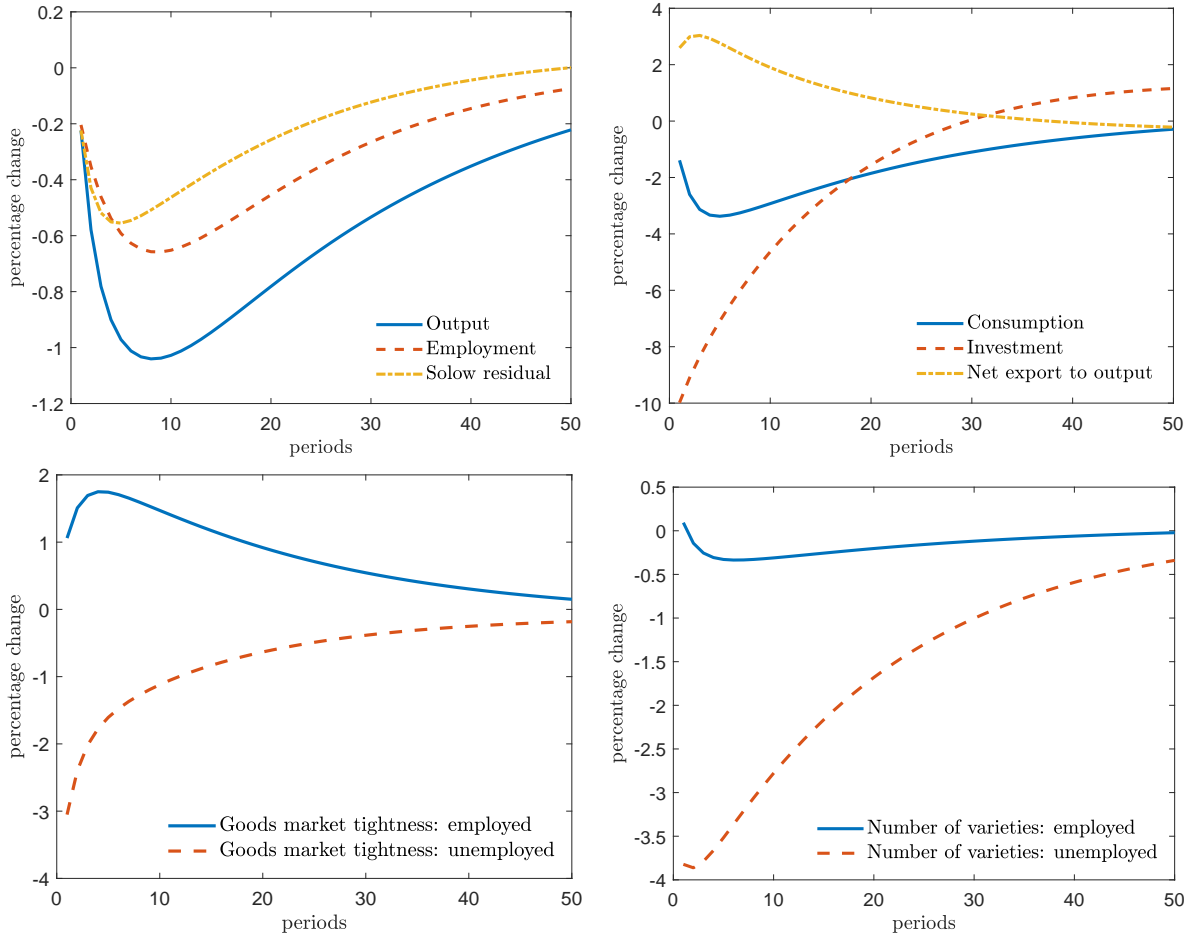 0.2
0
-0.2
-0.4
-0.6
-0.8
-1
-1.2
percentage change
0 10 20 30 40 50
periods
Output
Employment
Solow residual
4
2
0
-2
-4
-6
-8
-10
percentage change
0 10 20 30 40 50
periods
Consumption
Investment
Net export to output
2
1
0
-1
-2
-3
-4
percentage change
0 10 20 30 40 50
periods
Goods market tightness: employed
Goods market tightness: unemployed
0.5
0
-0.5
-1
-1.5
-2
-2.5
-3
-3.5
-4
percentage change
0 10 20 30 40 50
periods
Number of varieties: employed
Number of varieties: unemployed